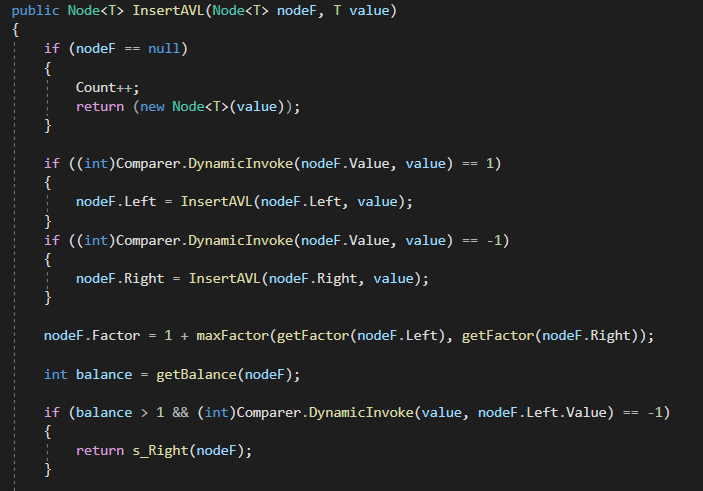 public Node<T> InsertAVL(Node<T> nodeF, T value)
{
    if (nodeF == null)
    {
        Count++;
        return (new Node<T>(value));
    }

    if ((int)Comparer.DynamicInvoke(nodeF.Value, value) == 1)
    {
        nodeF.Left = InsertAVL(nodeF.Left, value);
    }
    if ((int)Comparer.DynamicInvoke(nodeF.Value, value) == -1)
    {
        nodeF.Right = InsertAVL(nodeF.Right, value);
    }

    nodeF.Factor = 1 + maxFactor(getFactor(nodeF.Left), getFactor(nodeF.Right));

    int balance = getBalance(nodeF);

    if (balance > 1 && (int)Comparer.DynamicInvoke(value, nodeF.Left.Value) == -1)
    {
        return s_Right(nodeF);
    }